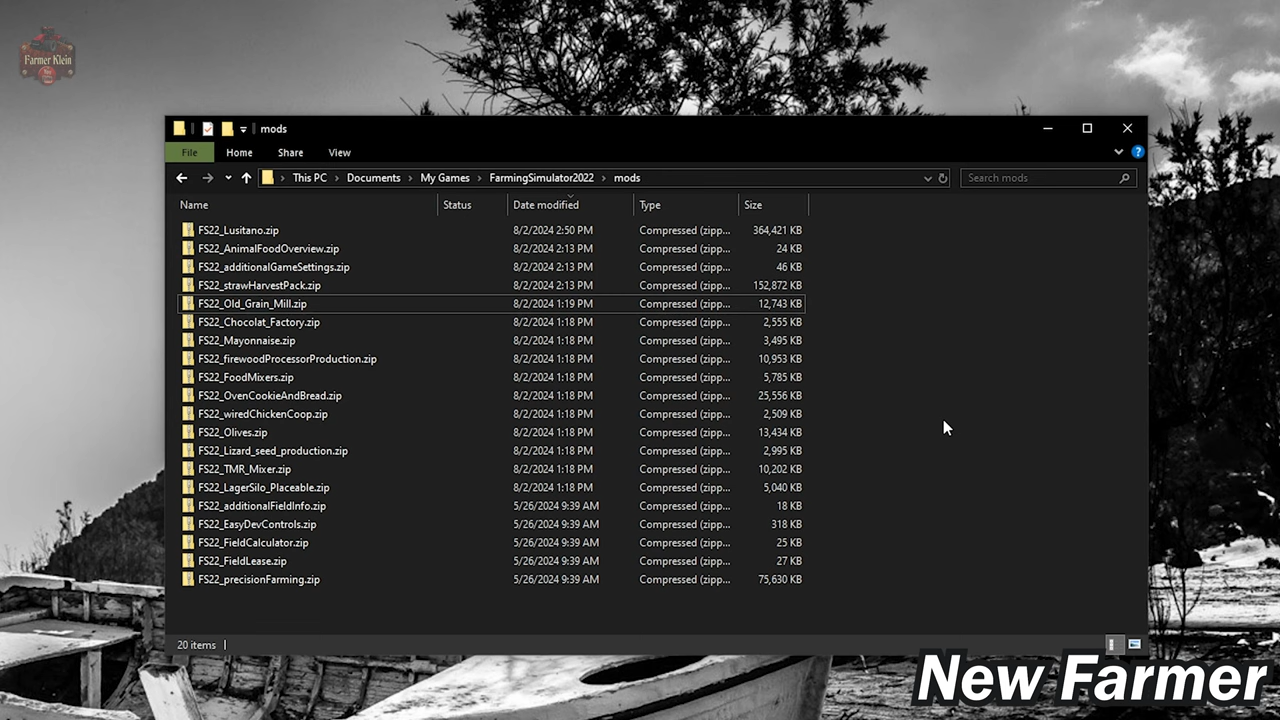 Farmer Klein
mods
File Home Share View
This PC Documents My Games FarmingSimulator2022 mods Search mods
Name Status Date modified Type Size
FS22_Lusitano.zip 8/2/2024 2:50 PM Compressed (zipp... 364,421 KB
FS22_AnimalFoodOverview.zip 8/2/2024 2:13 PM Compressed (zipp... 24 KB
FS22_additionalGameSettings.zip 8/2/2024 2:13 PM Compressed (zipp... 46 KB
FS22_strawHarvestPack.zip 8/2/2024 2:13 PM Compressed (zipp... 152,872 KB
FS22_Old_Grain_Mill.zip 8/2/2024 1:19 PM Compressed (zipp... 12,743 KB
FS22_Chocolat_Factory.zip 8/2/2024 1:18 PM Compressed (zipp... 2,555 KB
FS22_Mayonnaise.zip 8/2/2024 1:18 PM Compressed (zipp... 3,495 KB
FS22_firewoodProcessorProduction.zip 8/2/2024 1:18 PM Compressed (zipp... 10,953 KB
FS22_FoodMixers.zip 8/2/2024 1:18 PM Compressed (zipp... 5,785 KB
FS22_OvenCookieAndBread.zip 8/2/2024 1:18 PM Compressed (zipp... 25,556 KB
FS22_wiredChickenCoop.zip 8/2/2024 1:18 PM Compressed (zipp... 2,509 KB
FS22_Olives.zip 8/2/2024 1:18 PM Compressed (zipp... 13,434 KB
FS22_Lizard_seed_production.zip 8/2/2024 1:18 PM Compressed (zipp... 2,995 KB
FS22_TMR_Mixer.zip 8/2/2024 1:18 PM Compressed (zipp... 10,202 KB
FS22_LagerSilo_Placeable.zip 8/2/2024 1:18 PM Compressed (zipp... 5,040 KB
FS22_additionalFieldInfo.zip 5/26/2024 9:39 AM Compressed (zipp... 18 KB
FS22_EasyDevControls.zip 5/26/2024 9:39 AM Compressed (zipp... 318 KB
FS22_FieldCalculator.zip 5/26/2024 9:39 AM Compressed (zipp... 25 KB
FS22_FieldLease.zip 5/26/2024 9:39 AM Compressed (zipp... 27 KB
FS22_precisionFarming.zip 5/26/2024 9:39 AM Compressed (zipp... 75,630 KB
20 items
New Farmer